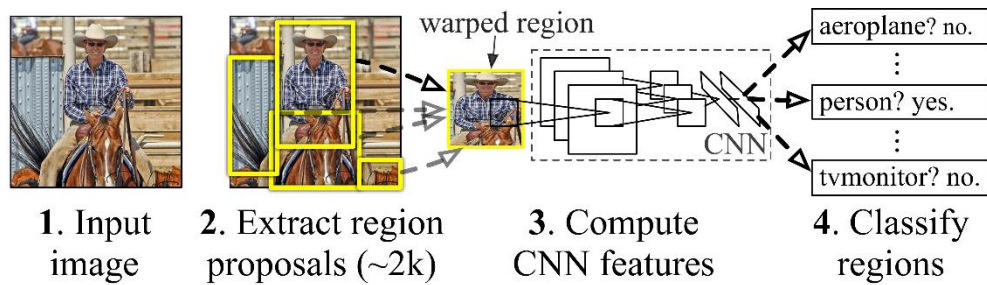 warped region
aeroplane? no.
person? yes.
CNN
tvmonitor? no.
1. Input
image
2. Extract region
proposals (~2k)
3. Compute
CNN features
4. Classify
regions